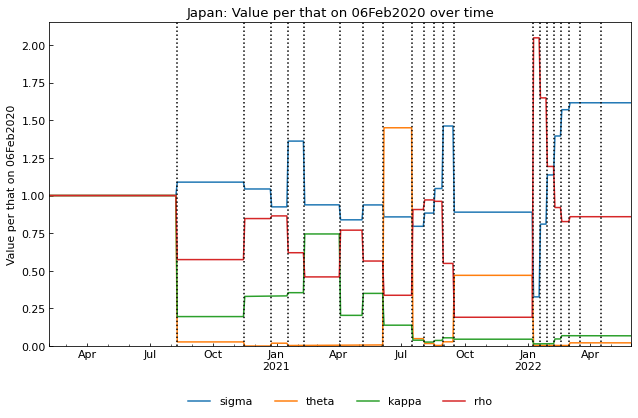 Japan: Value per that on 06Feb2020 over time
Value per that on 06Feb2020
2.00
1.75
1.50
1.25
1.00
0.75
0.50
0.25
0.00
Apr Jul Oct Jan Apr Jul Oct Jan Apr
2021 2022
sigma theta kappa rho